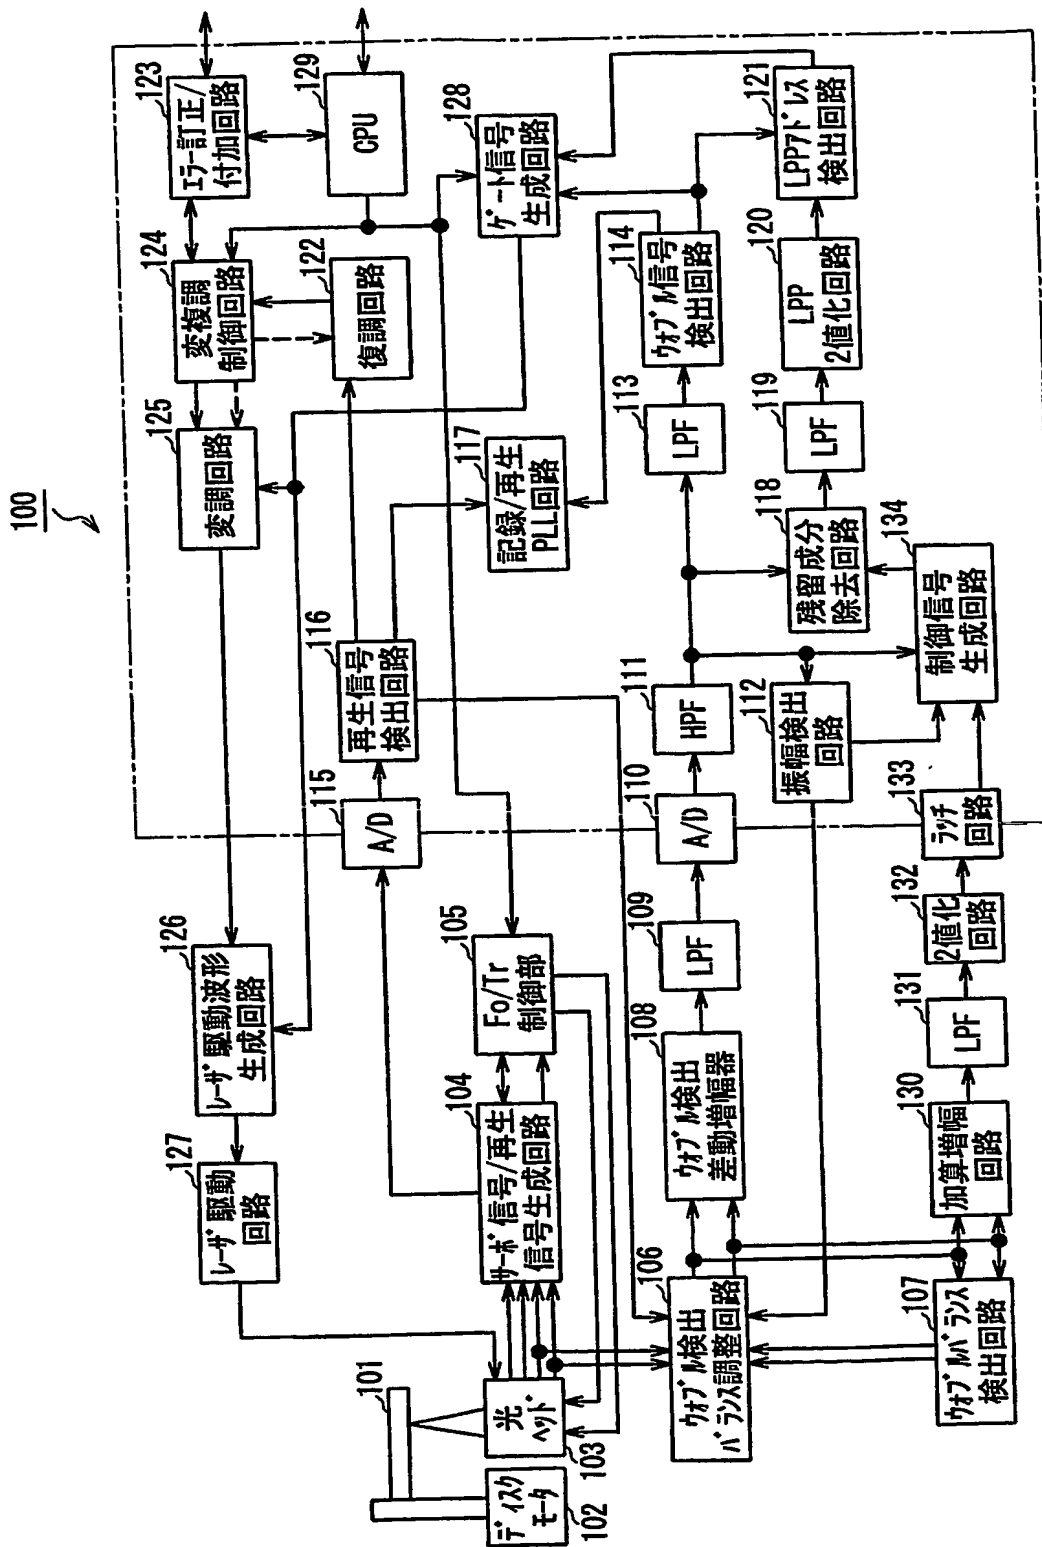 100
101
ディスク
モータ
102
光
ヘッド
103
サーボ信号/再生
信号生成回路
104
Fo/Tr
制御部
105
ウォブル検出
バランス調整回路
106
ウォブルバランス
検出回路
107
ウォブル検出
差動増幅器
108
LPF
109
A/D
110
HPF
111
振幅検出
回路
112
LPF
113
ウォブル信号
検出回路
114
A/D
115
再生信号
検出回路
116
記録/再生
PLL回路
117
残留成分
除去回路
118
LPF
119
LPP
2値化回路
120
LPPアドレス
検出回路
121
復調回路
122
エラー訂正/
付加回路
123
変複調
制御回路
124
変調回路
125
レーザ駆動波形
生成回路
126
レーザ駆動
回路
127
ゲート信号
生成回路
128
CPU
129
加算増幅
回路
130
LPF
131
2値化
回路
132
ラッチ
回路
133
制御信号
生成回路
134